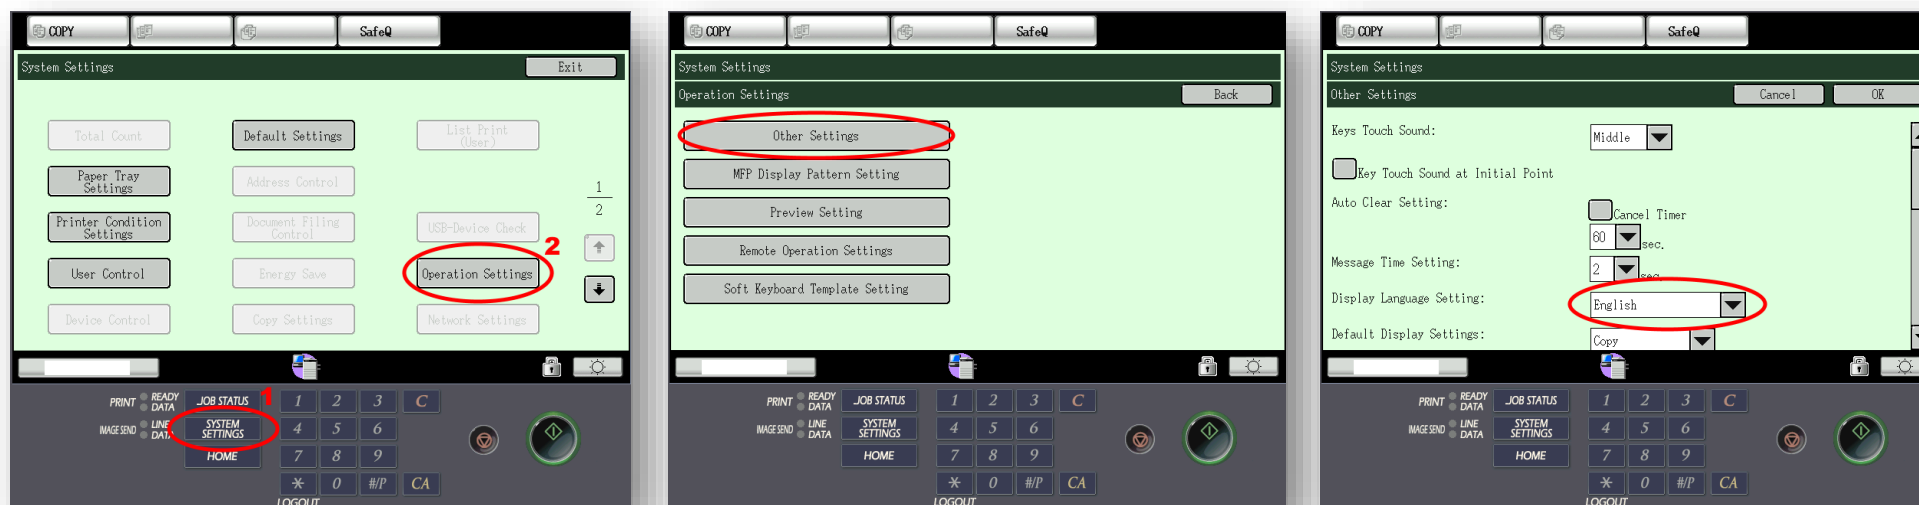 COPY
SafeQ
System Settings
Exit
Total Count
Default Settings
List Print
(User)
Paper Tray
Settings
Address Control
1
2
Printer Condition
Settings
Document Filing
Control
USB-Device Check
2
User Control
Energy Save
Operation Settings
Device Control
Copy Settings
Network Settings
PRINT
READY
DATA
JOB STATUS
1
1 2 3 C
IMAGE SEND
LINE
DATA
SYSTEM
SETTINGS
4 5 6
HOME
7 8 9
* 0 #/P CA
LOGOUT
COPY
SafeQ
System Settings
Operation Settings
Back
Other Settings
MFP Display Pattern Setting
Preview Setting
Remote Operation Settings
Soft Keyboard Template Setting
PRINT
READY
DATA
JOB STATUS
1 2 3 C
IMAGE SEND
LINE
DATA
SYSTEM
SETTINGS
4 5 6
HOME
7 8 9
* 0 #/P CA
LOGOUT
COPY
SafeQ
System Settings
Other Settings
Cancel
OK
Keys Touch Sound:
Middle
Key Touch Sound at Initial Point
Auto Clear Setting:
Cancel Timer
60 sec.
Message Time Setting:
2 sec
Display Language Setting:
English
Default Display Settings:
Copy
PRINT
READY
DATA
JOB STATUS
1 2 3 C
IMAGE SEND
LINE
DATA
SYSTEM
SETTINGS
4 5 6
HOME
7 8 9
* 0 #/P CA
LOGOUT